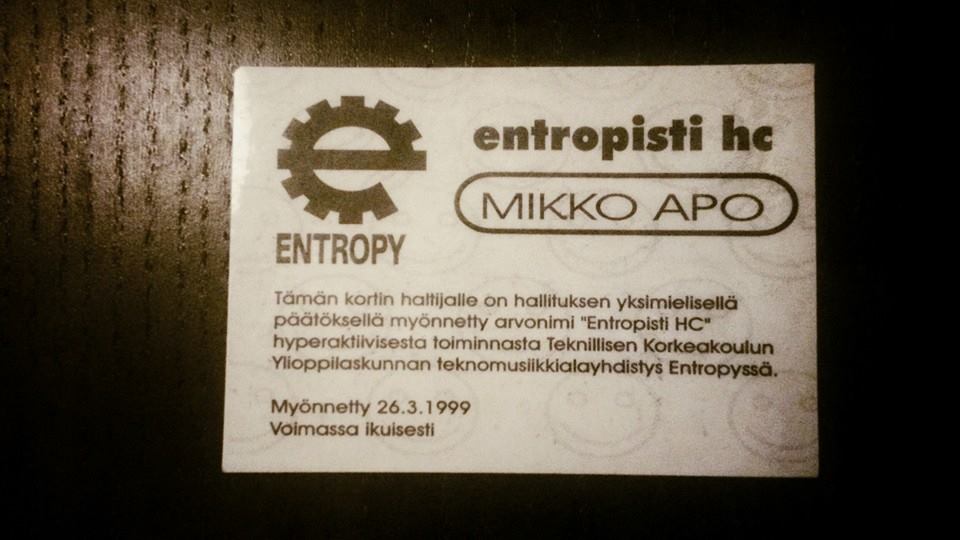 entropisti hc
MIKKO APO
ENTROPY
Tämän kortin haltijalle on hallituksen yksimielisellä
päätöksellä myönnetty arvonimi "Entropisti HC"
hyperaktiivisesta toiminnasta Teknillisen Korkeakoulun
Ylioppilaskunnan teknomusiikkialayhdistys Entropyssä.
Myönnetty 26.3.1999
Voimassa ikuisesti